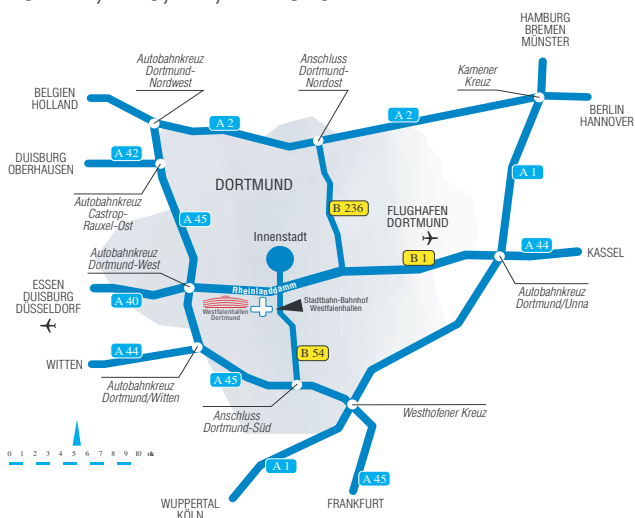 HAMBURG
BREMEN
MÜNSTER
Autobahnkreuz
Dortmund-
Nordwest
Anschluss
Dortmund-
Nordost
Kamener
Kreuz
BELGIEN
HOLLAND
A 2
A 2
BERLIN
HANNOVER
DUISBURG
OBERHAUSEN
A 42
A 1
Autobahnkreuz
Castrop-
Rauxel-Ost
DORTMUND
A 45
B 236
FLUGHAFEN
DORTMUND
Innenstadt
Autobahnkreuz
Dortmund-West
B 1
A 44
KASSEL
ESSEN
DUISBURG
DÜSSELDORF
A 40
Rheinlanddamm
Westfalenhallen
Dortmund
Stadtbahn-Bahnhof
Westfalenhallen
Autobahnkreuz
Dortmund/Unna
WITTEN
A 44
B 54
Autobahnkreuz
Dortmund/Witten
A 45
Anschluss
Dortmund-Süd
Westhofener Kreuz
0 1 2 3 4 5 6 7 8 9 10
A 1
A 45
WUPPERTAL
KÖLN
FRANKFURT